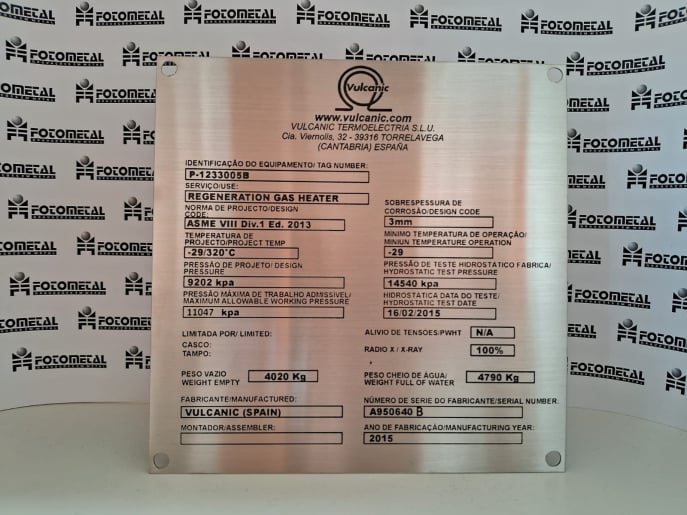 Vulcanic
www.vulcanic.com
VULCANIC TERMOELECTRIA S.L.U.
Cia. Viernolis, 32 - 39316 TORRELAVEGA
(CANTABRIA) ESPAÑA
IDENTIFICAÇÃO DO EQUIPAMENTO/ TAG NUMBER:
P-1233005B
SERVIÇO/USE:
REGENERATION GAS HEATER
NORMA DE PROJECTO/DESIGN
CODE:
ASME VIII Div.1 Ed. 2013
TEMPERATURA DE
PROJECTO/PROJECT TEMP
-29/320°C
PRESSÃO DE PROJETO/ DESIGN
PRESSURE
9202 kpa
PRESSÃO MÁXIMA DE TRABALHO ADMISSÍVEL/
MAXIMUM ALLOWABLE WORKING PRESSURE
11047 kpa
SOBRESPESSURA DE
CORROSÃO/DESIGN CODE
3mm
MÍNIMO TEMPERATURA DE OPERAÇÃO/
MINIUN TEMPERATURE OPERATION
-29
PRESSÃO DE TESTE HIDROSTÁTICO FABRICA/
HYDROSTATIC TEST PRESSURE
14540 kpa
HIDROSTATICA DATA DO TESTE/
HYDROSTATIC TEST DATE
16/02/2015
LIMITADA POR/ LIMITED:
CASCO:
TAMPO:
ALIVIO DE TENSOES/PWHT N/A
RADIO X / X-RAY 100%
PESO VAZIO
WEIGHT EMPTY 4020 Kg
PESO CHEIO DE ÁGUA/
WEIGHT FULL OF WATER 4790 Kg
FABRICANTE/MANUFACTURED:
VULCANIC (SPAIN)
NÚMERO DE SERIE DO FABRICANTE/SERIAL NUMBER:
A950640 B
MONTADOR/ASSEMBLER:
ANO DE FABRICAÇÃO/MANUFACTURING YEAR:
2015
FOTOMETAL